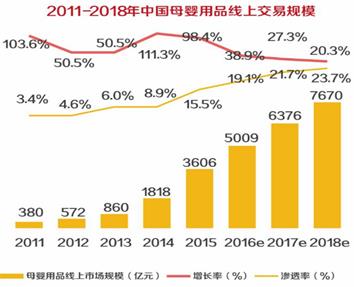 2011-2018年中国母婴用品线上交易规模
103.6% 50.5% 50.5% 111.3% 98.4% 38.9% 27.3% 20.3%
3.4% 4.6% 6.0% 8.9% 15.5% 19.1% 21.7% 23.7%
380 572 860 1818 3606 5009 6376 7670
2011 2012 2013 2014 2015 2016e 2017e 2018e
母婴用品线上市场规模（亿元） 增长率（%） 渗透率（%）